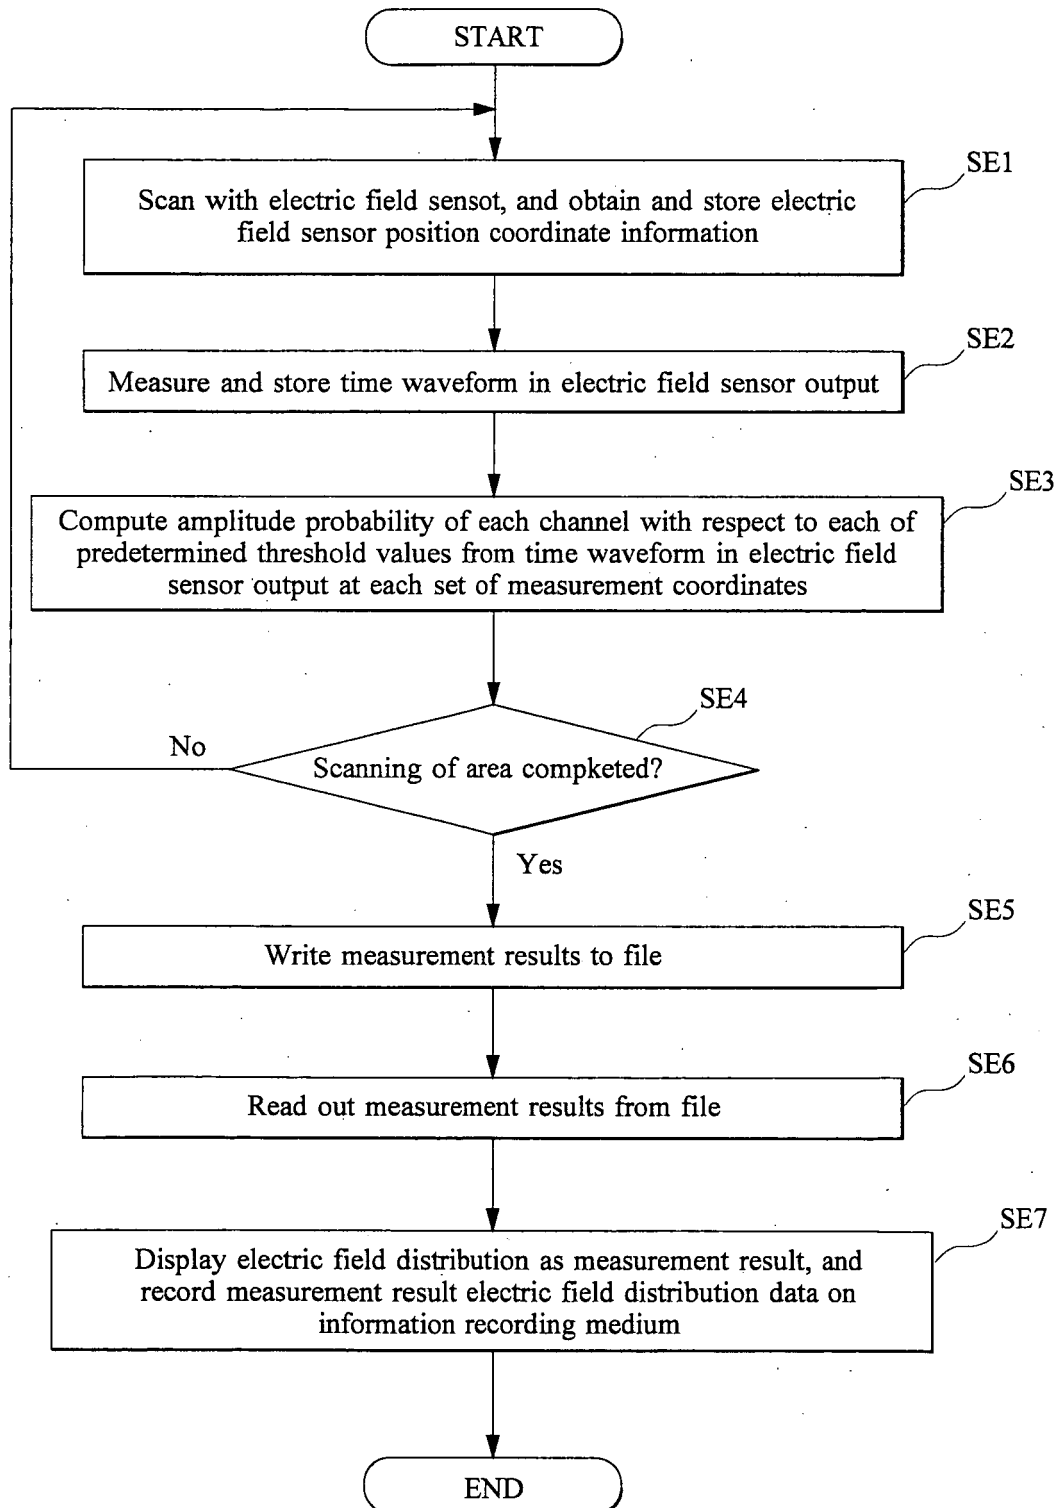 START
SE1
Scan with electric field sensot, and obtain and store electric
field sensor position coordinate information
SE2
Measure and store time waveform in electric field sensor output
SE3
Compute amplitude probability of each channel with respect to each of
predetermined threshold values from time waveform in electric field
sensor output at each set of measurement coordinates
SE4
No
Scanning of area compketed?
Yes
SE5
Write measurement results to file
SE6
Read out measurement results from file
SE7
Display electric field distribution as measurement result, and
record measurement result electric field distribution data on
information recording medium
END